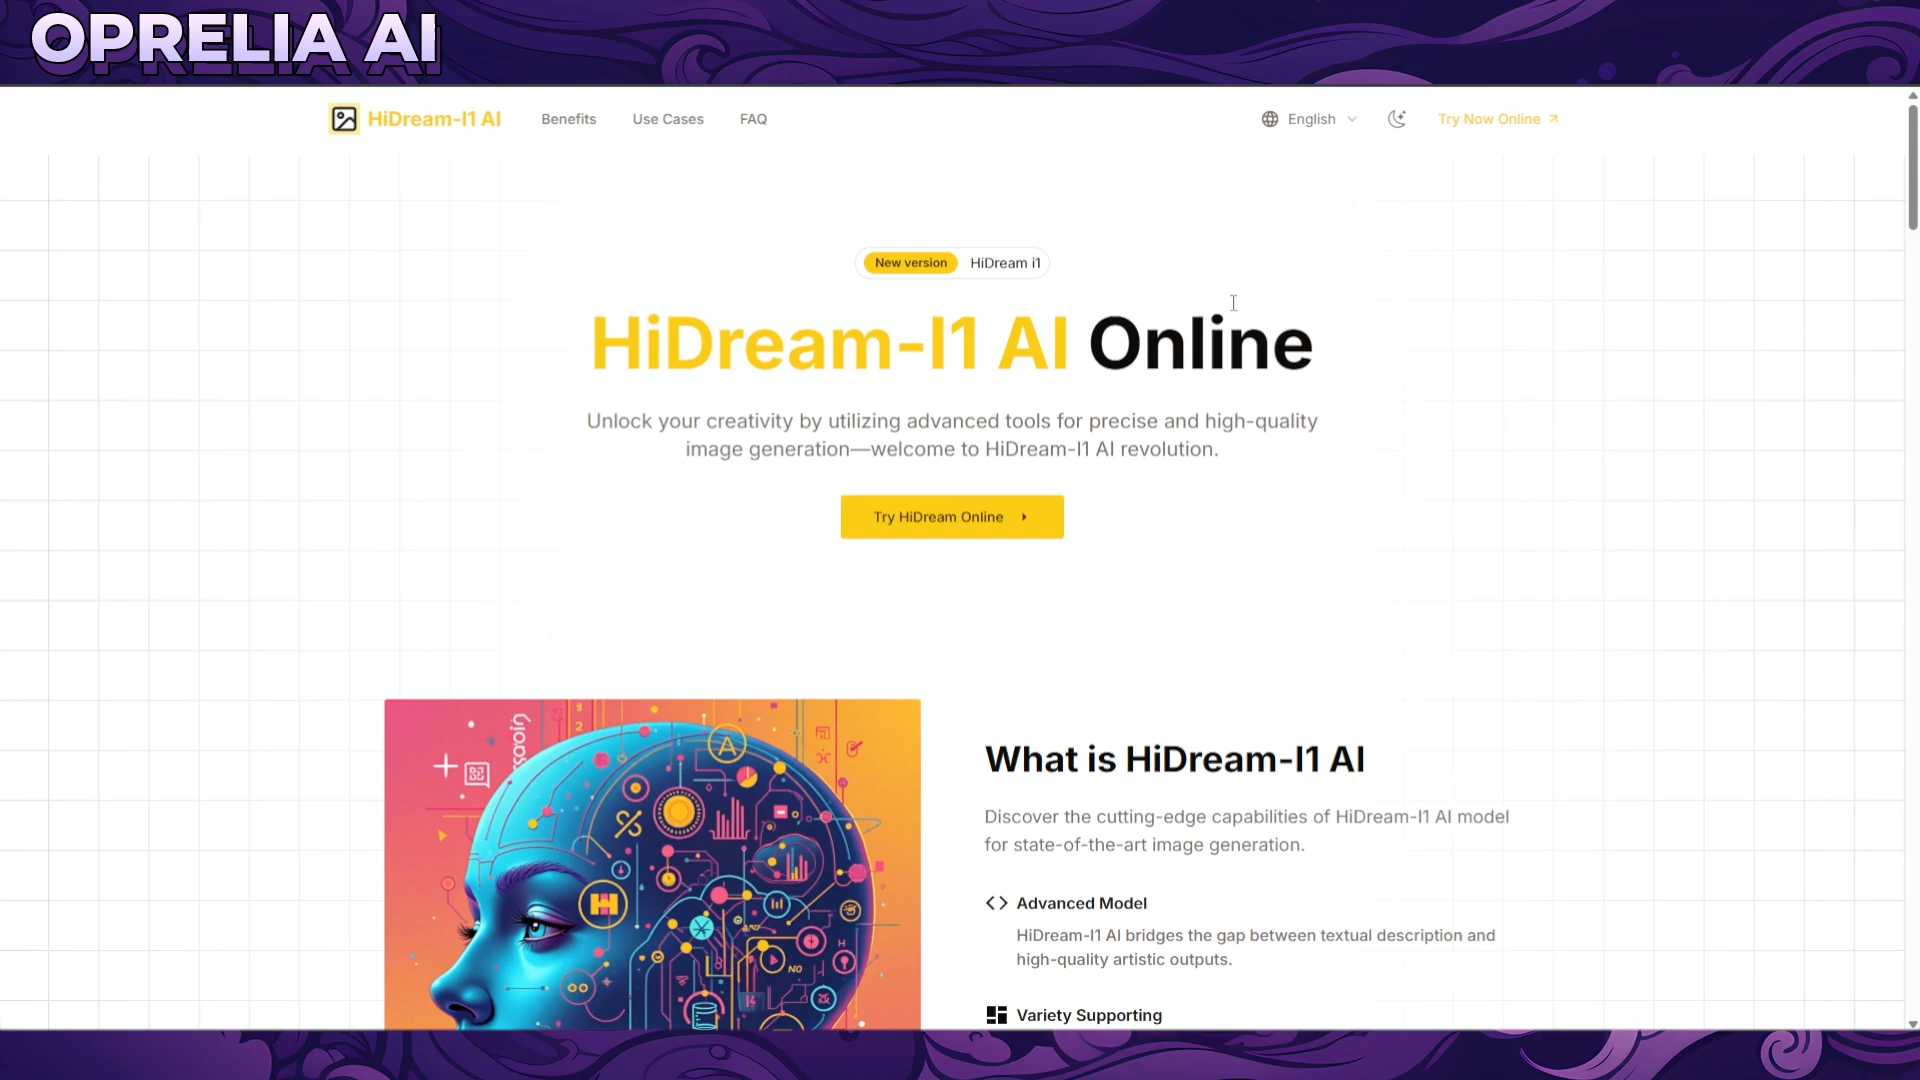 OPRELIA AI
HiDream-I1 AI
Benefits
Use Cases
FAQ
English
Try Now Online
New version
HiDream i1
HiDream-I1 AI Online
Unlock your creativity by utilizing advanced tools for precise and high-quality
image generation—welcome to HiDream-I1 AI revolution.
Try HiDream Online
What is HiDream-I1 AI
Discover the cutting-edge capabilities of HiDream-I1 AI model
for state-of-the-art image generation.
Advanced Model
HiDream-I1 AI bridges the gap between textual description and
high-quality artistic outputs.
Variety Supporting
A
H
NO